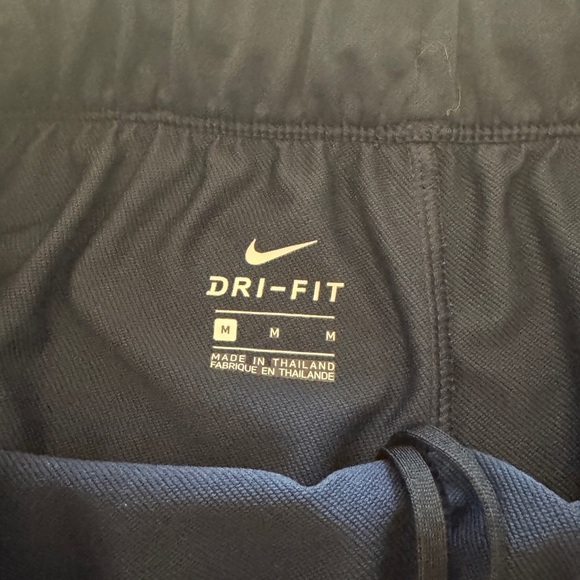 DRI-FIT
M M M
MADE IN THAILAND
FABRIQUE EN THAILANDE